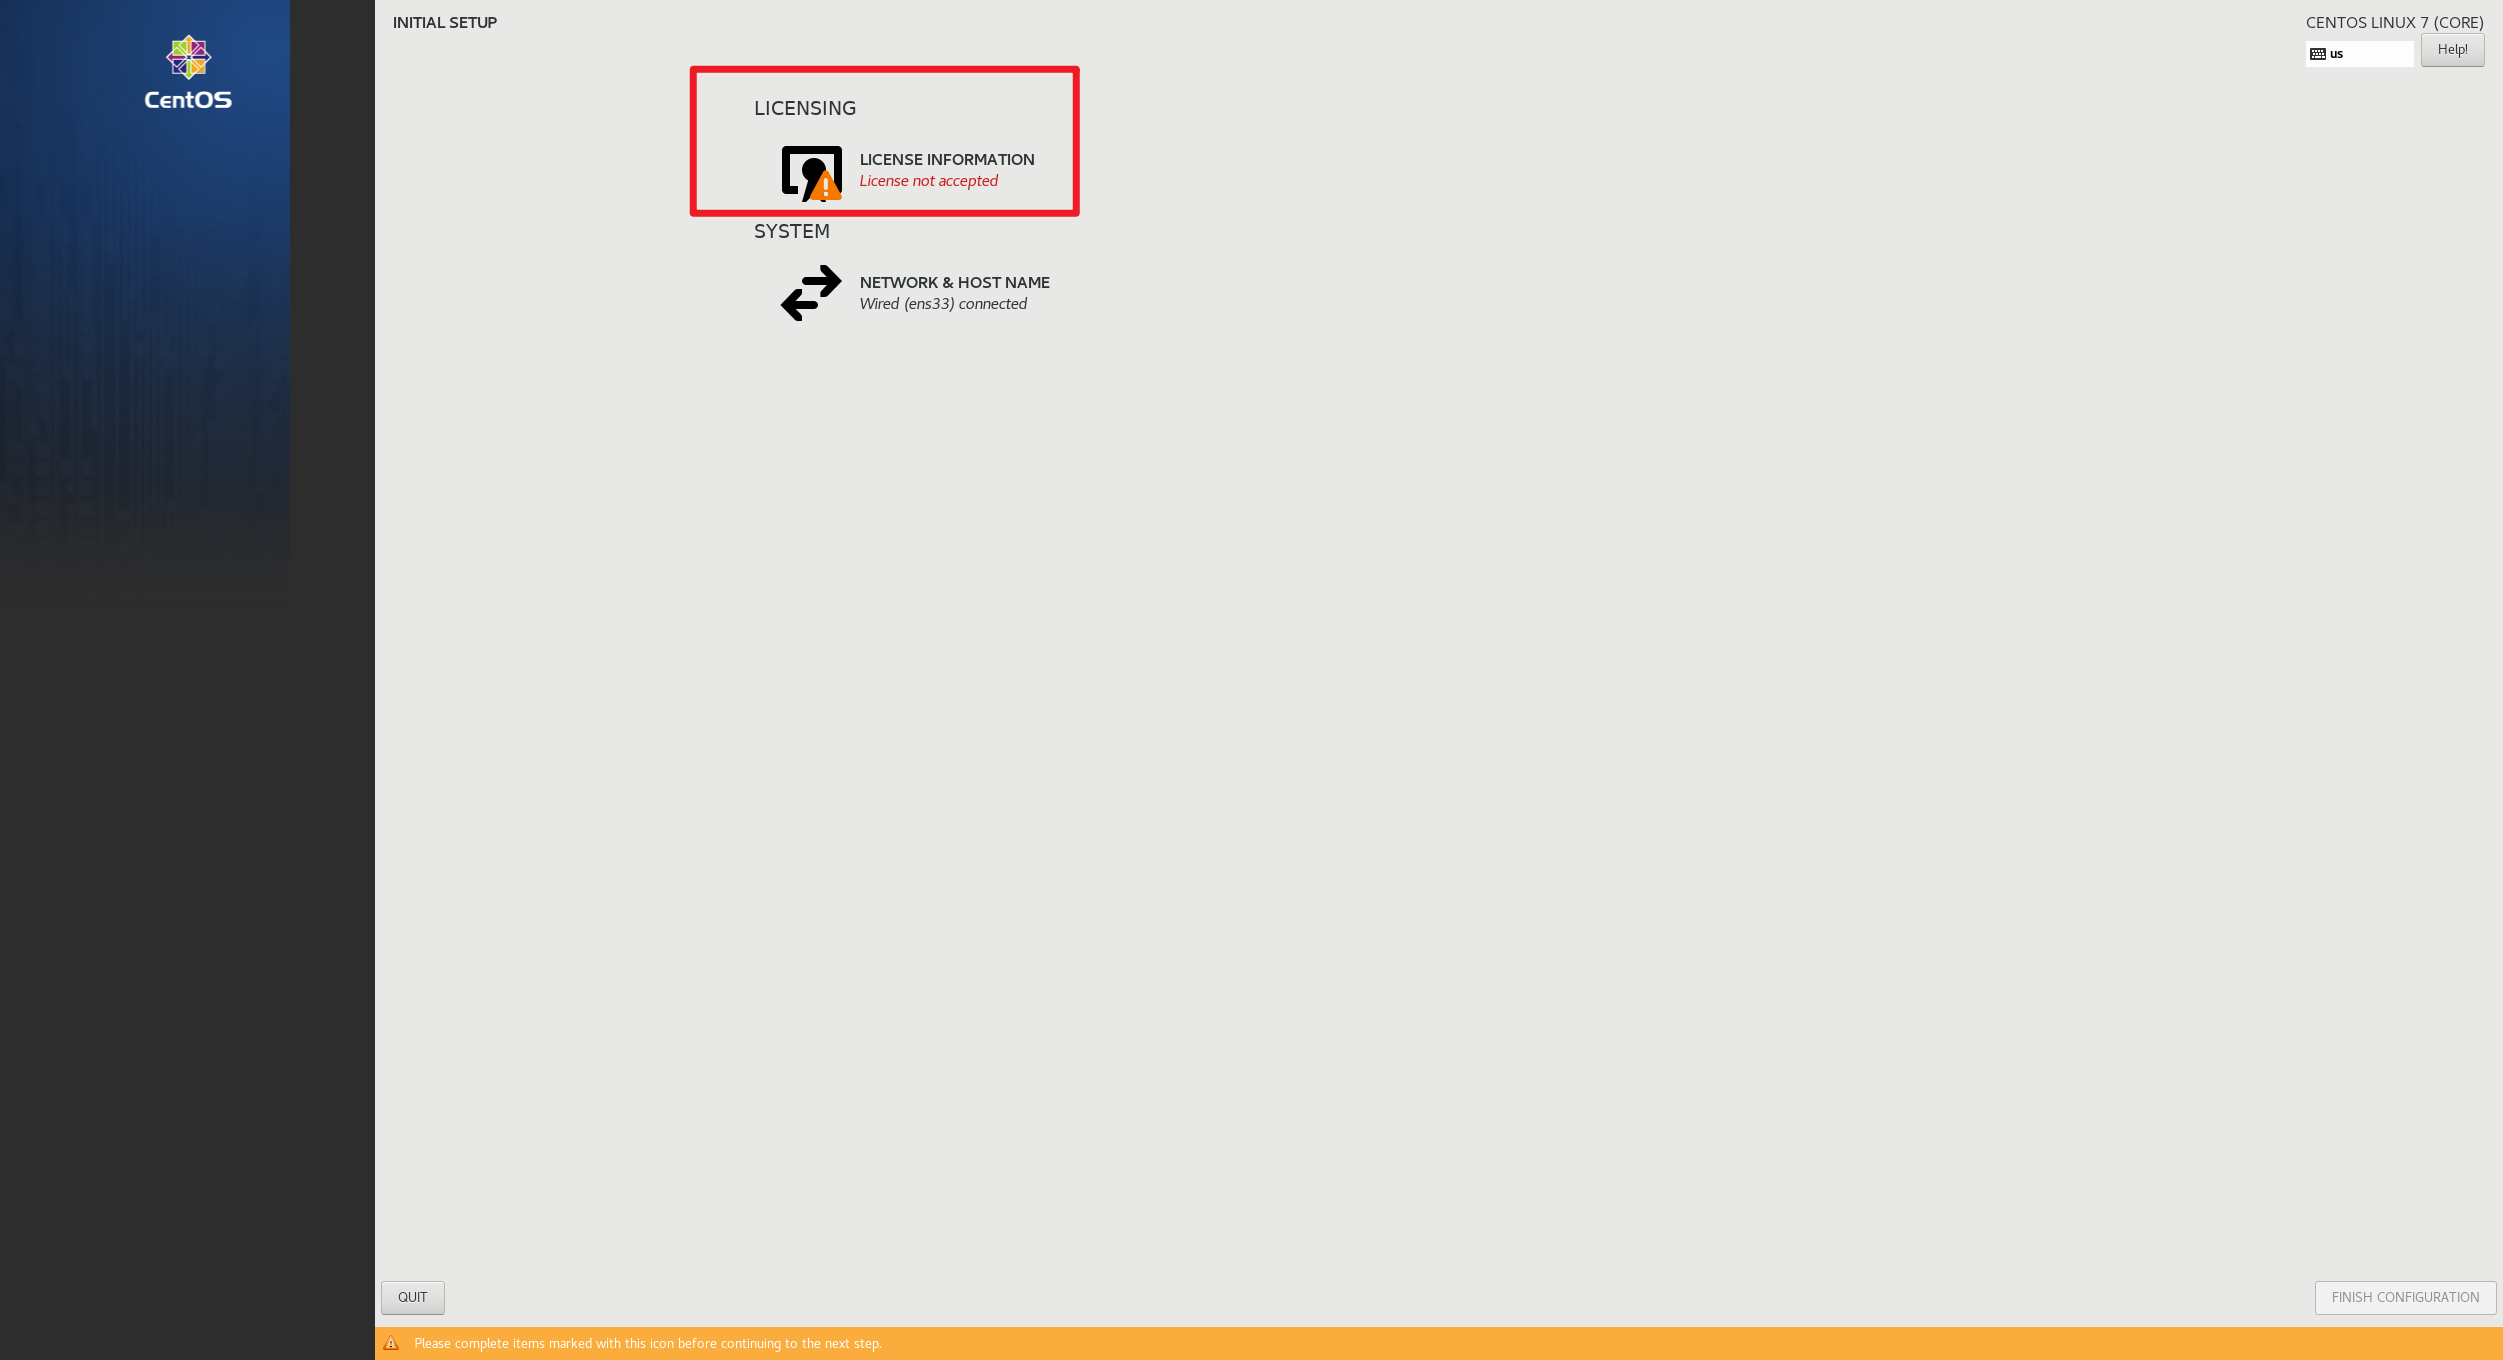 CentOS
INITIAL SETUP
CENTOS LINUX 7 (CORE)
us
Help!
LICENSING
LICENSE INFORMATION
License not accepted
SYSTEM
NETWORK & HOST NAME
Wired (ens33) connected
QUIT
FINISH CONFIGURATION
Please complete items marked with this icon before continuing to the next step.